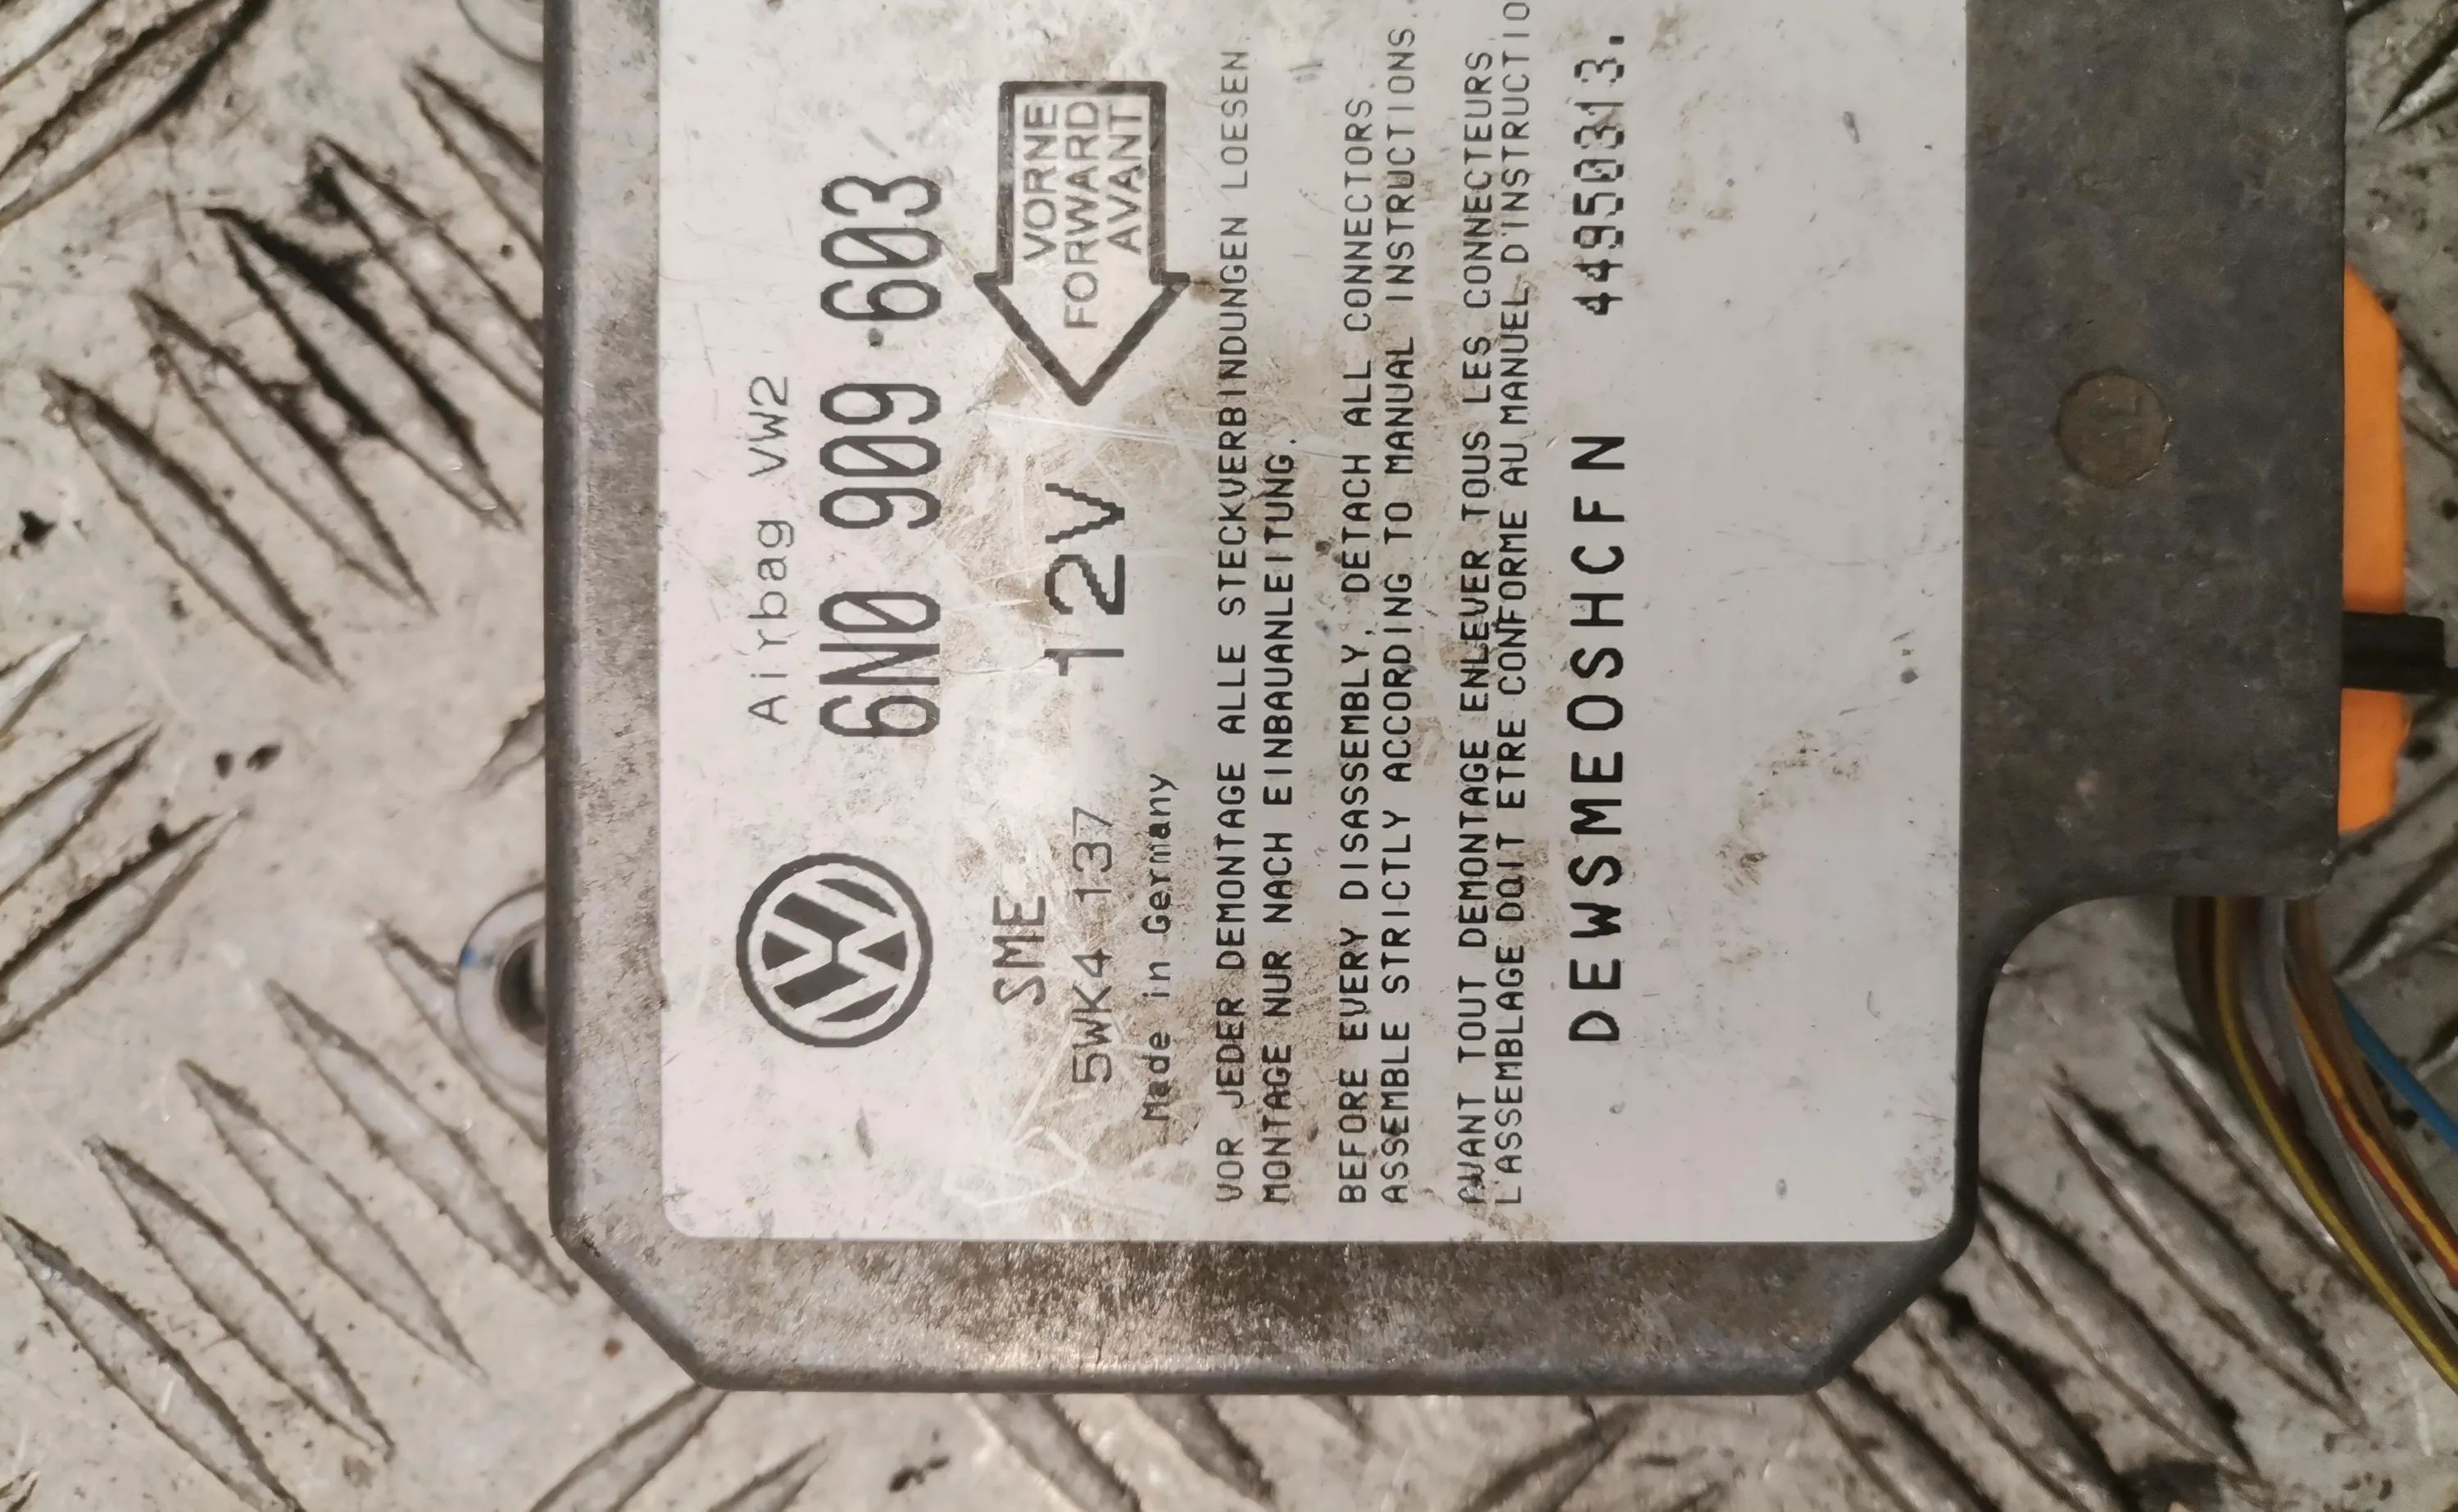 Airbag VW2
6N0 909 603
SME
5WK4 137
12V
VORNE
FORWARD
AVANT
Made in Germany
VOR JEDER DEMONTAGE ALLE STECKVERBINDUNGEN LOESEN.
MONTAGE NUR NACH EINBAUANLEITUNG.
BEFORE EVERY DISASSEMBLY, DETACH ALL CONNECTORS.
ASSEMBLE STRICTLY ACCORDING TO MANUAL INSTRUCTIONS.
AVANT TOUT DEMONTAGE ENLEVER TOUS LES CONNECTEURS.
L'ASSEMBLAGE DOIT ETRE CONFORME AU MANUEL D'INSTRUCTIO
DEWSMEOSHCFN 44950313.